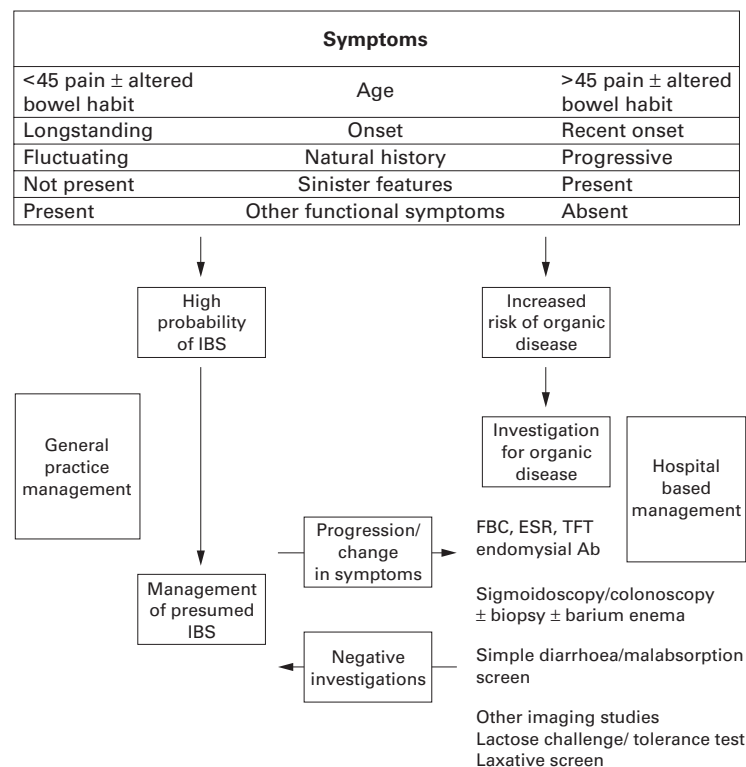 Symptoms
<45 pain ± altered
bowel habit
Age
>45 pain ± altered
bowel habit
Longstanding Onset Recent onset
Fluctuating Natural history Progressive
Not present Sinister features Present
Present Other functional symptoms Absent
High
probability
of IBS
Increased
risk of organic
disease
General
practice
management
Investigation
for organic
disease
Hospital
based
management
Progression/
change
in symptoms
FBC, ESR, TFT
endomysial Ab
Management
of presumed
IBS
Sigmoidoscopy/colonoscopy
± biopsy ± barium enema
Negative
investigations
Simple diarrhoea/malabsorption
screen
Other imaging studies
Lactose challenge/ tolerance test
Laxative screen